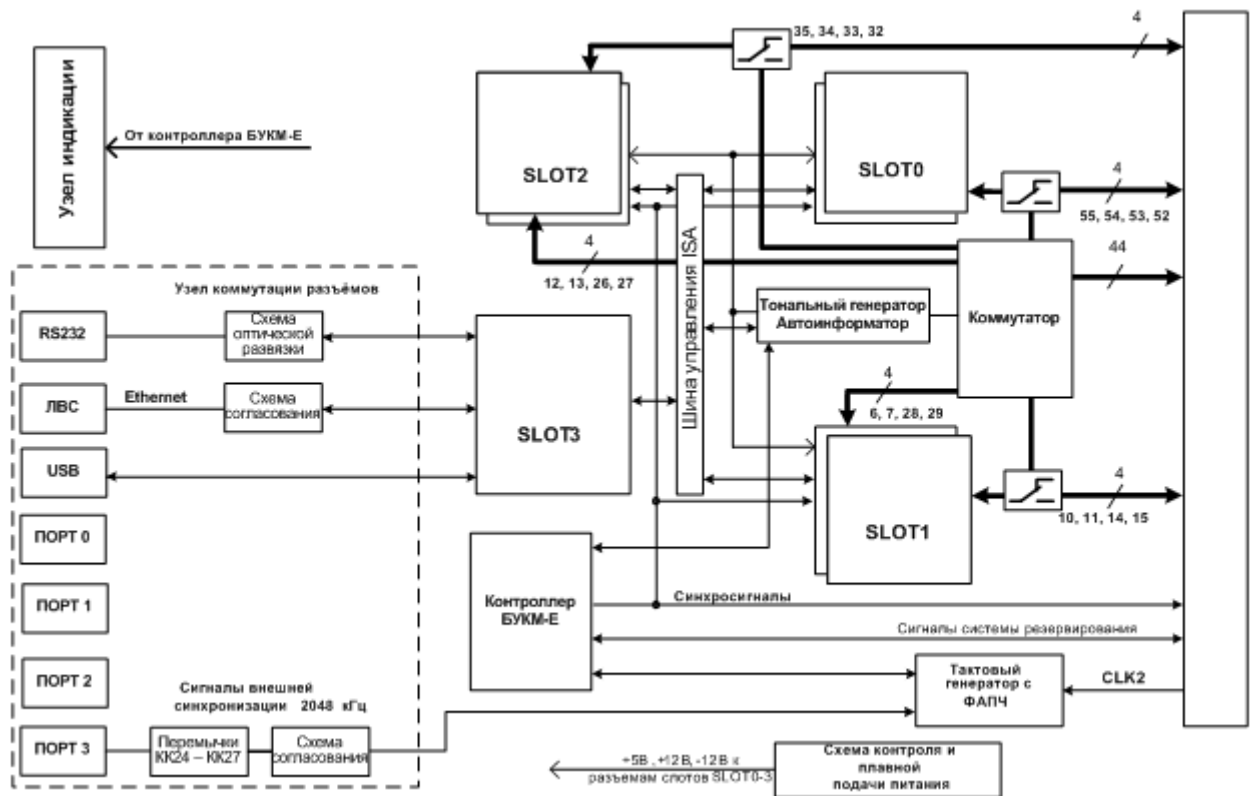 35, 34, 33, 32
4
Узел индикации
От контроллера БУКМ-Е
SLOT2
SLOT0
4
55, 54, 53, 52
4
12, 13, 26, 27
44
Шина управления ISA
Тональный генератор
Автоинформатор
Коммутатор
Узел коммутации разъёмов
RS232
Схема
оптической
развязки
ЛВС
Ethernet
Схема
согласования
SLOT3
4
6, 7, 28, 29
USB
4
10, 11, 14, 15
SLOT1
ПОРТ 0
ПОРТ 1
Контроллер
БУКМ-Е
Синхросигналы
Сигналы системы резервирования
ПОРТ 2
Сигналы внешней
синхронизации 2048 кГц
Тактовый
генератор с
ФАПЧ
CLK2
ПОРТ 3
Перемычки
КК24 – КК27
Схема
согласования
+5В, +12В, -12В к
разъемам слотов SLOT0-3
Схема контроля и
плавной
подачи питания